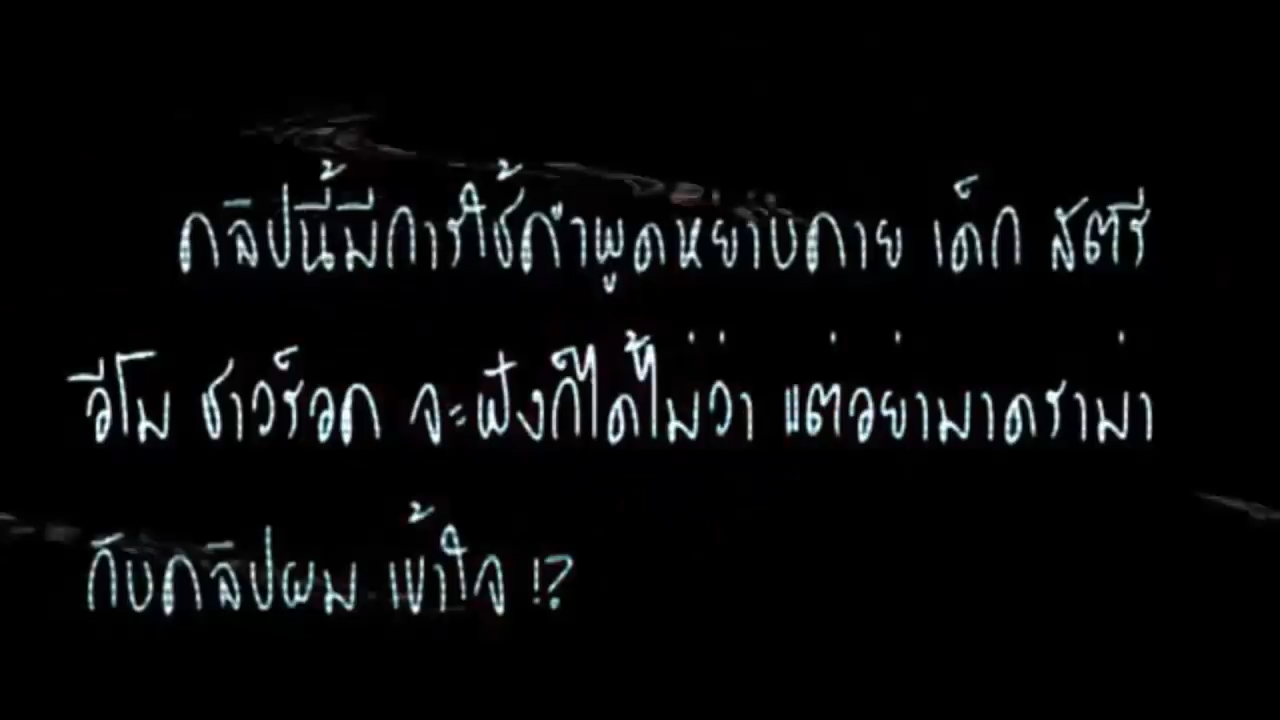 คลิปนี้มีการใช้คำพูดหยาบคาย เด็ก สตรี
อีโม ชาวร็อค จะฟังก็ได้ไม่ว่า แต่อย่ามาดราม่า
กับคลิปผม เข้าใจ !?